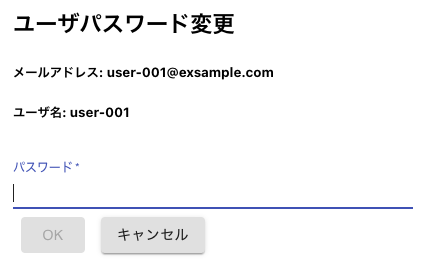 ユーザパスワード変更
メールアドレス: user-001@exsample.com
ユーザ名: user-001
パスワード *
OK キャンセル